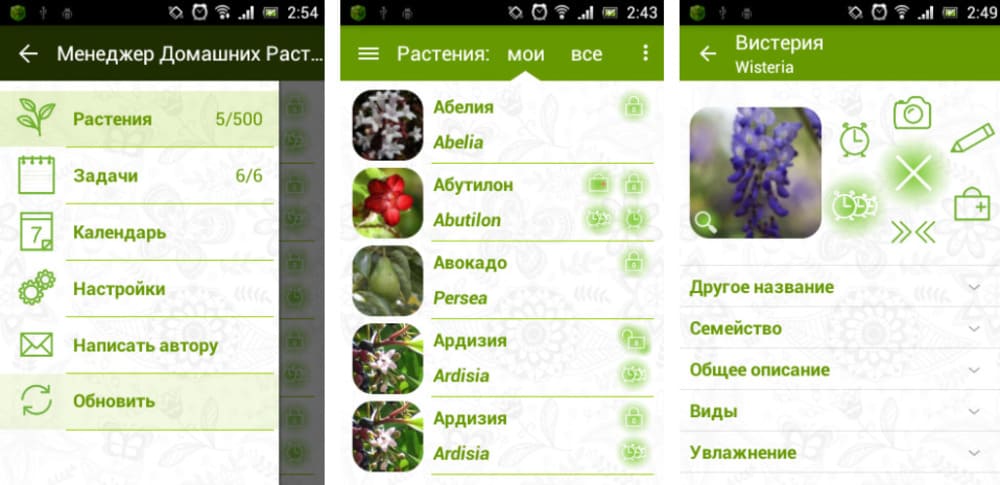 2:54
Менеджер Домашних Раст...
Растения 5/500
Задачи 6/6
7 Календарь
Настройки
Написать автору
Обновить
2:43
Растения: мои все
Абелия
Abelia
Абутилон
Abutilon
Авокадо
Persea
Ардизия
Ardisia
Ардизия
Ardisia
2:49
Вистерия
Wisteria
Другое название
Семейство
Общее описание
Виды
Увлажнение